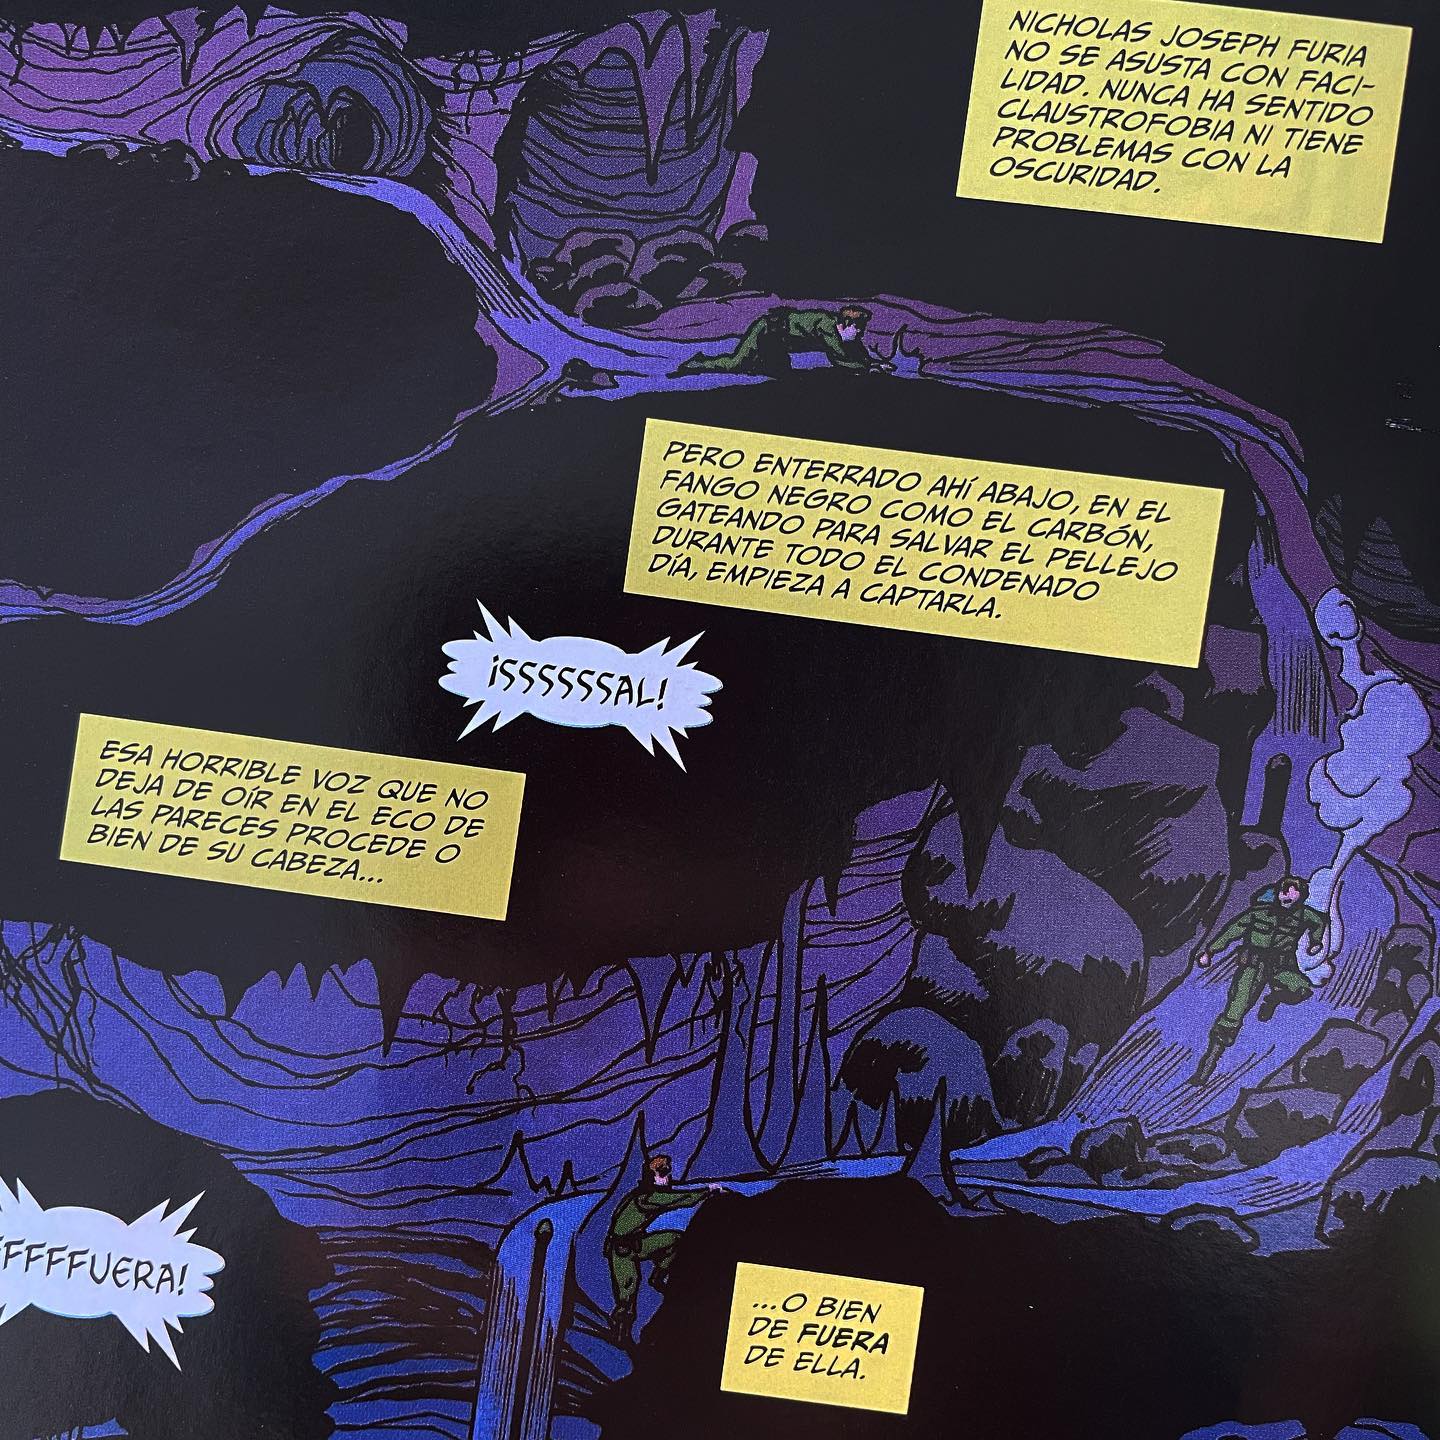 NICHOLAS JOSEPH FURIA
NO SE ASUSTA CON FACI-
LIDAD. NUNCA HA SENTIDO
CLAUSTROFOBIA NI TIENE
PROBLEMAS CON LA
OSCURIDAD.
PERO ENTERRADO AHÍ ABAJO, EN EL
FANGO NEGRO COMO EL CARBÓN,
GATEANDO PARA SALVAR EL PELLEJO
DURANTE TODO EL CONDENADO
DÍA, EMPIEZA A CAPTARLA.
¡SSSSSSAL!
ESA HORRIBLE VOZ QUE NO
DEJA DE OÍR EN EL ECO DE
LAS PARECES PROCEDE O
BIEN DE SU CABEZA...
FFFFFUERA!
...O BIEN
DE FUERA
DE ELLA.